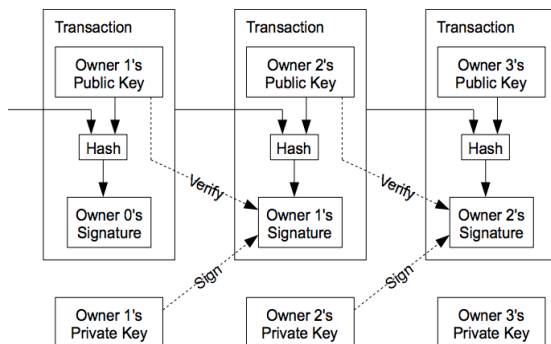 Transaction
Transaction
Transaction
Owner 1's
Public Key
Owner 2's
Public Key
Owner 3's
Public Key
Hash
Hash
Hash
Verify
Verify
Owner 0's
Signature
Owner 1's
Signature
Owner 2's
Signature
Sign
Sign
Owner 1's
Private Key
Owner 2's
Private Key
Owner 3's
Private Key